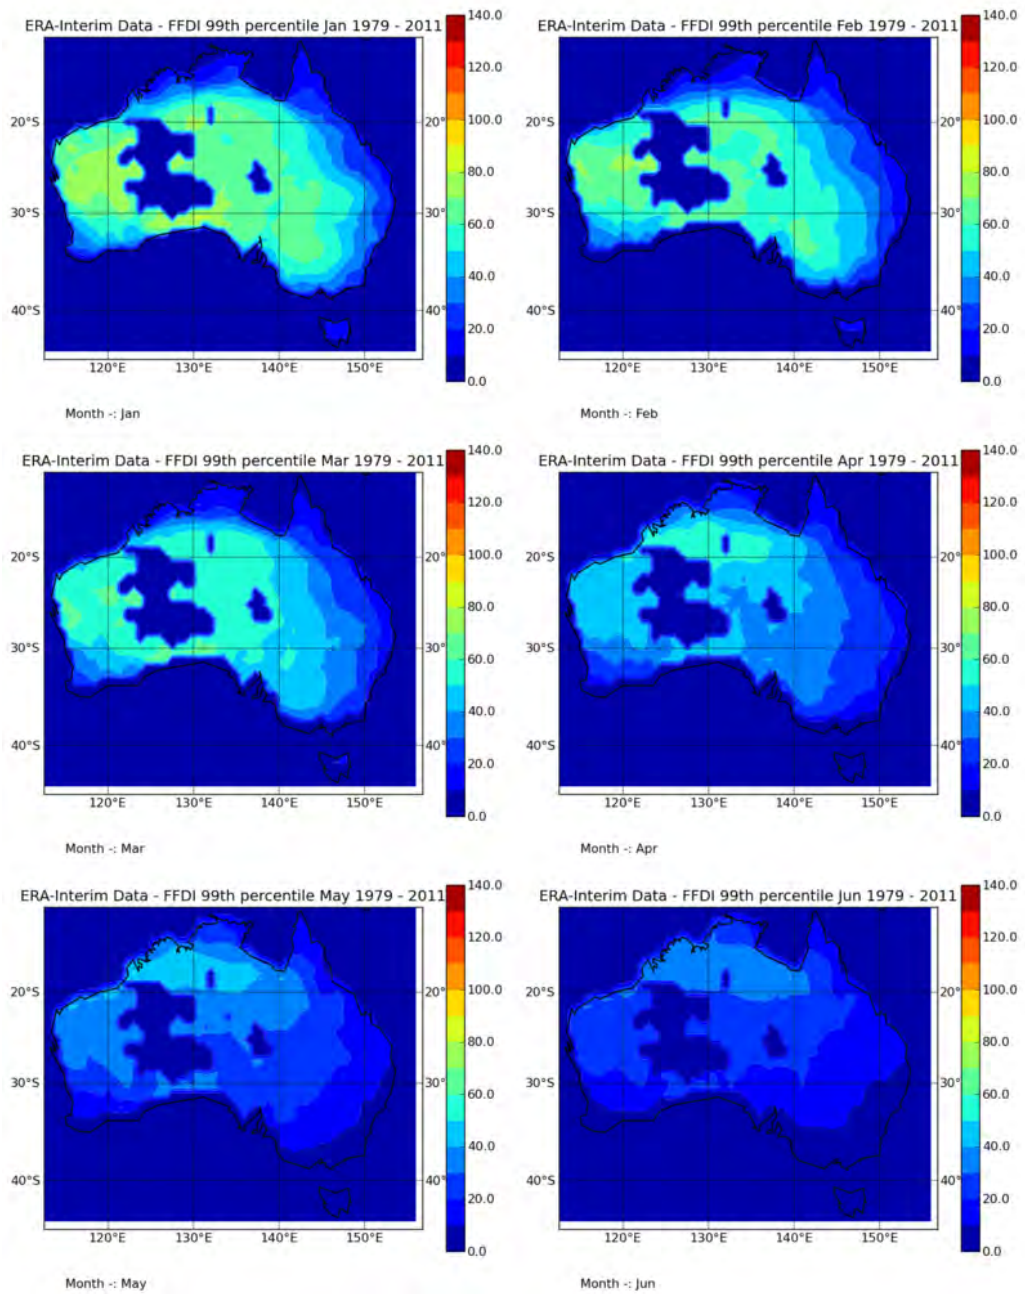 ERA-Interim Data - FFDI 99th percentile Jan 1979 - 2011
140.0
120.0
100.0
80.0
60.0
40.0
20.0
0.0
20°S
30°S
40°S
20°
30°
40°
120°E 130°E 140°E 150°E
Month -: Jan
ERA-Interim Data - FFDI 99th percentile Feb 1979 - 2011
140.0
120.0
100.0
80.0
60.0
40.0
20.0
0.0
20°S
30°S
40°S
20°
30°
40°
120°E 130°E 140°E 150°E
Month -: Feb
ERA-Interim Data - FFDI 99th percentile Mar 1979 - 2011
140.0
120.0
100.0
80.0
60.0
40.0
20.0
0.0
20°S
30°S
40°S
20°
30°
40°
120°E 130°E 140°E 150°E
Month -: Mar
ERA-Interim Data - FFDI 99th percentile Apr 1979 - 2011
140.0
120.0
100.0
80.0
60.0
40.0
20.0
0.0
20°S
30°S
40°S
20°
30°
40°
120°E 130°E 140°E 150°E
Month -: Apr
ERA-Interim Data - FFDI 99th percentile May 1979 - 2011
140.0
120.0
100.0
80.0
60.0
40.0
20.0
0.0
20°S
30°S
40°S
20°
30°
40°
120°E 130°E 140°E 150°E
Month -: May
ERA-Interim Data - FFDI 99th percentile Jun 1979 - 2011
140.0
120.0
100.0
80.0
60.0
40.0
20.0
0.0
20°S
30°S
40°S
20°
30°
40°
120°E 130°E 140°E 150°E
Month -: Jun